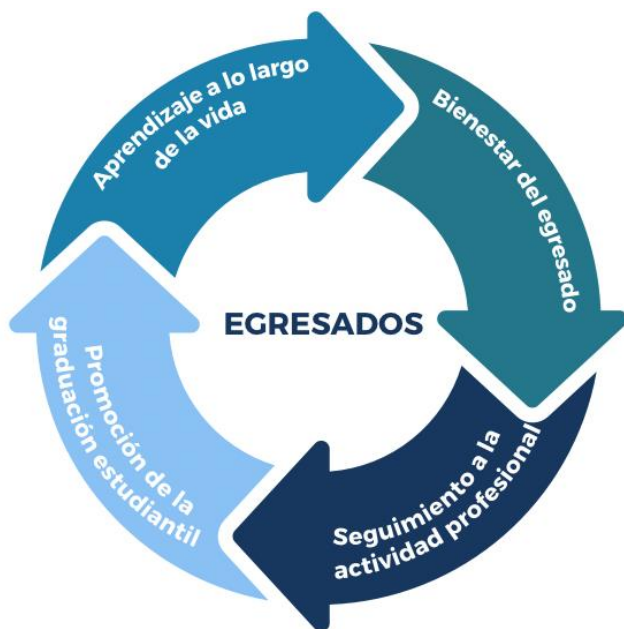 Aprendizaje a lo largo
de la vida
Bienestar del egresado
EGRESADOS
Seguimiento a la
actividad profesional
Promoción de la
graduación estudiantil